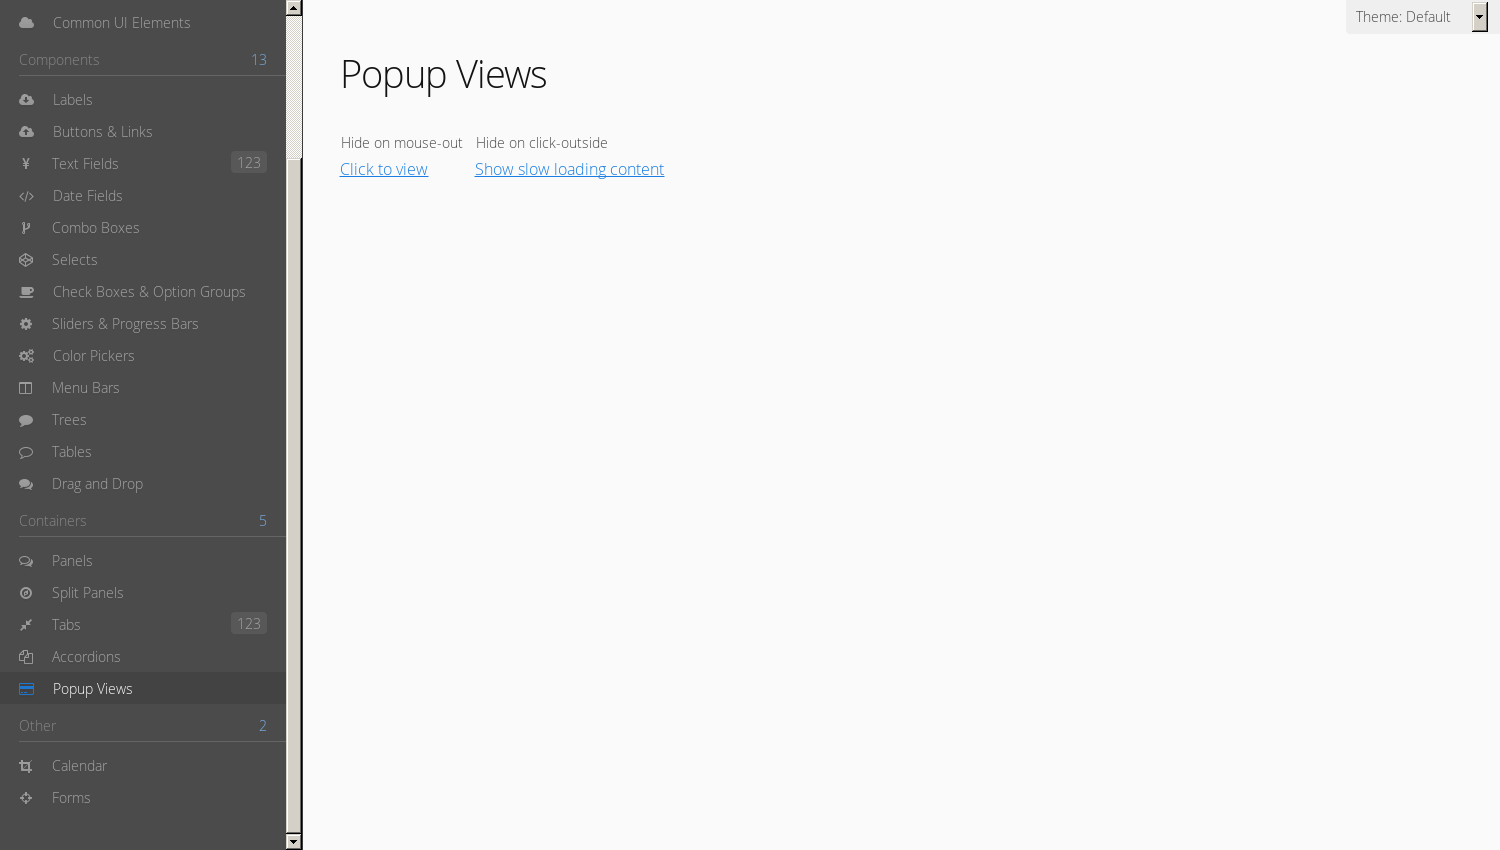 Common UI Elements
Components 13
Labels
Buttons & Links
Text Fields 123
Date Fields
Combo Boxes
Selects
Check Boxes & Option Groups
Sliders & Progress Bars
Color Pickers
Menu Bars
Trees
Tables
Drag and Drop
Containers 5
Panels
Split Panels
Tabs 123
Accordions
Popup Views
Other 2
Calendar
Forms
Theme: Default
Popup Views
Hide on mouse-out Hide on click-outside
Click to view Show slow loading content